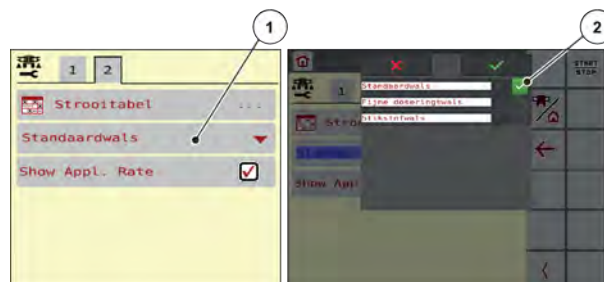 1
2
1 2
Strooitabel ...
Standaardwals
Show Appl. Rate
START
STOP
1
Standaardwals
Fijne doseringswals
Stikstofwals
Stroo
Show Appl